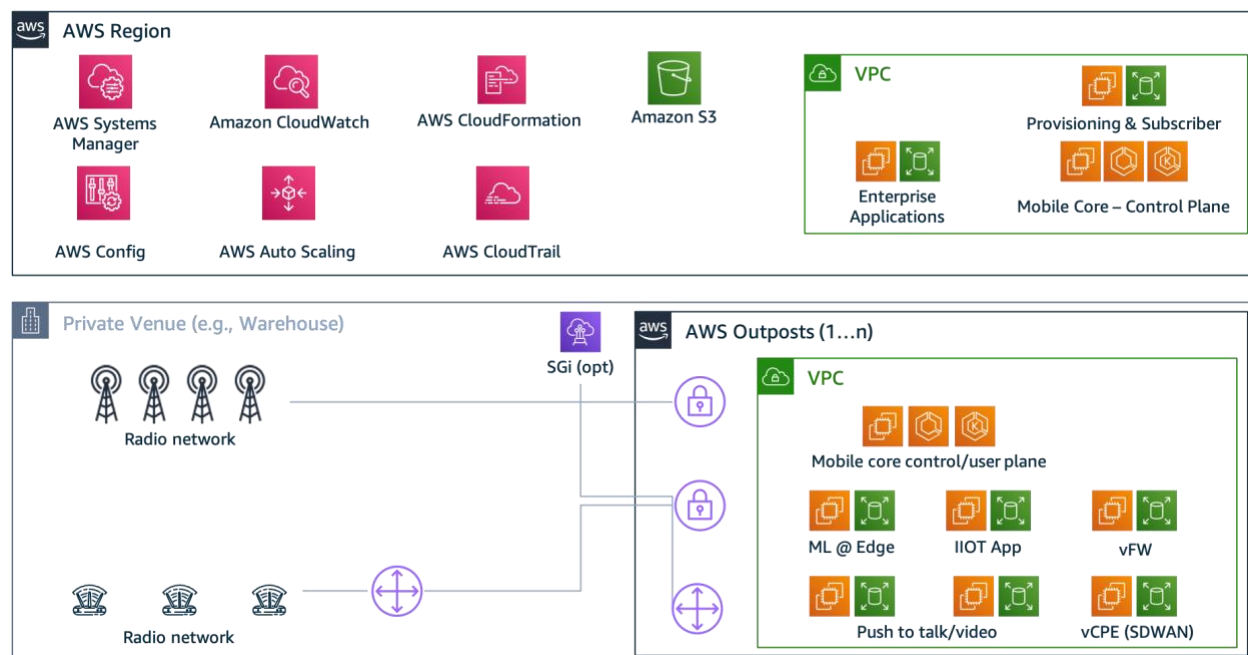 aws
AWS Region
AWS Systems
Manager
Amazon CloudWatch
AWS CloudFormation
Amazon S3
AWS Config
AWS Auto Scaling
AWS CloudTrail
VPC
Provisioning & Subscriber
Enterprise
Applications
Mobile Core – Control Plane
K
Private Venue (e.g., Warehouse)
SGi (opt)
Radio network
Radio network
aws
AWS Outposts (1...n)
VPC
K
Mobile core control/user plane
ML @ Edge
IIOT App
vFW
Push to talk/video
vCPE (SDWAN)